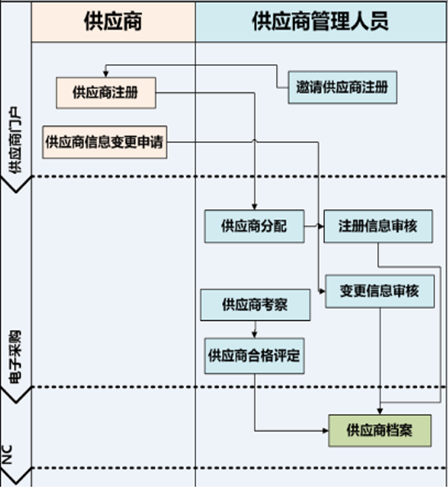 供应商
供应商管理人员
供应商门户
邀请供应商注册
供应商注册
供应商信息变更申请
电子采购
供应商分配
注册信息审核
变更信息审核
供应商考察
供应商合格评定
NC
供应商档案